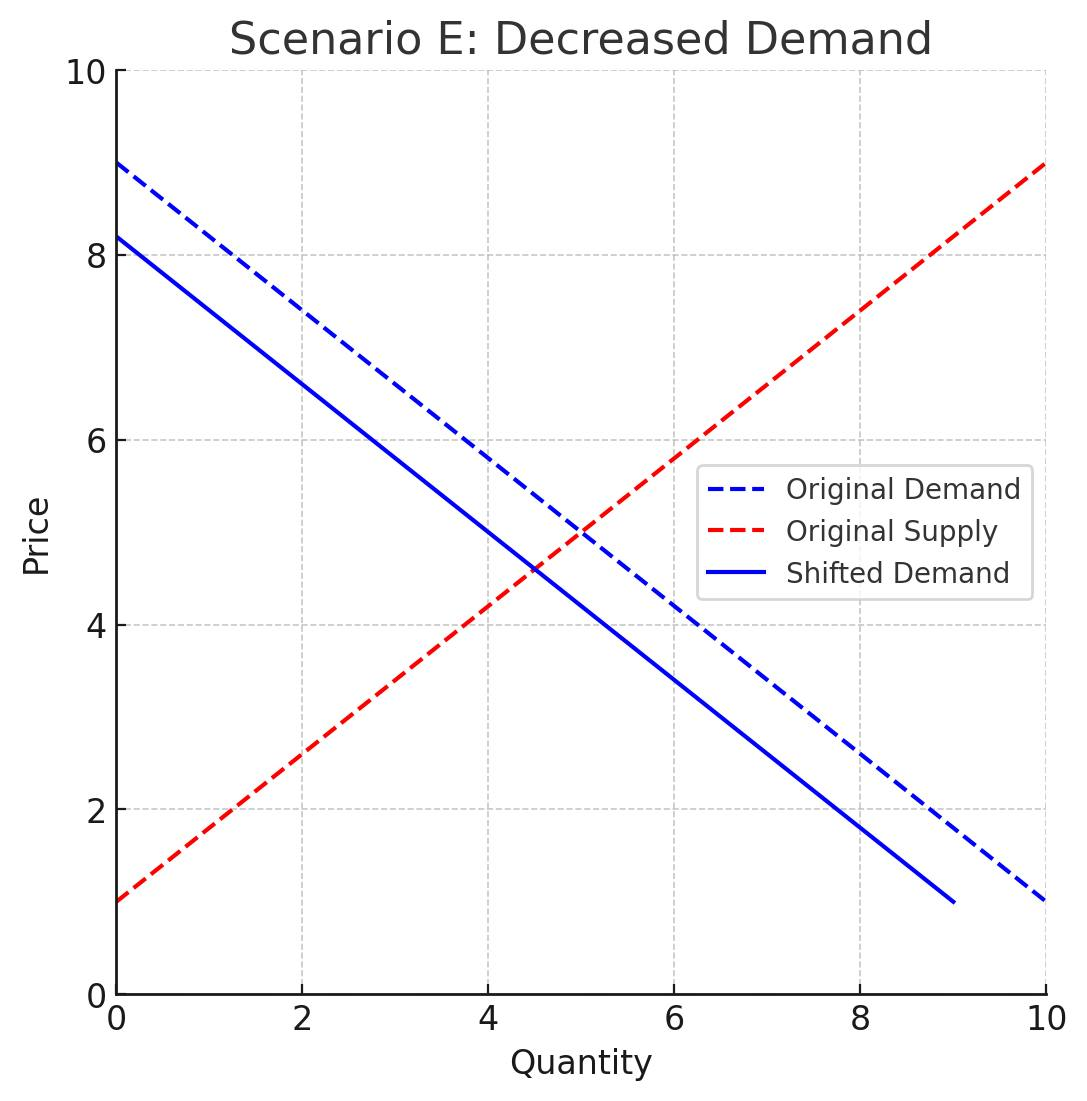 Scenario E: Decreased Demand
10
8
6
4
2
0
Price
Original Demand
Original Supply
Shifted Demand
0 2 4 6 8 10
Quantity